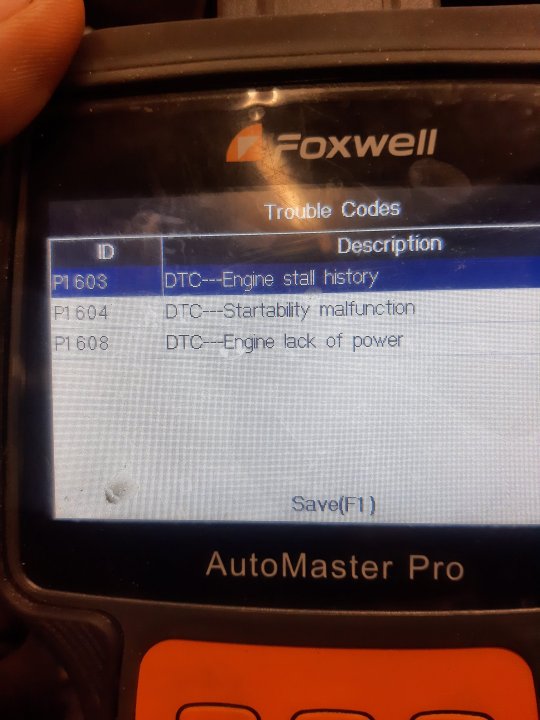 FOXWELL
Trouble Codes
ID Description
P1603 DTC---Engine stall history
P1604 DTC---Startability malfunction
P1608 DTC---Engine lack of power
Save(F1)
AutoMaster Pro